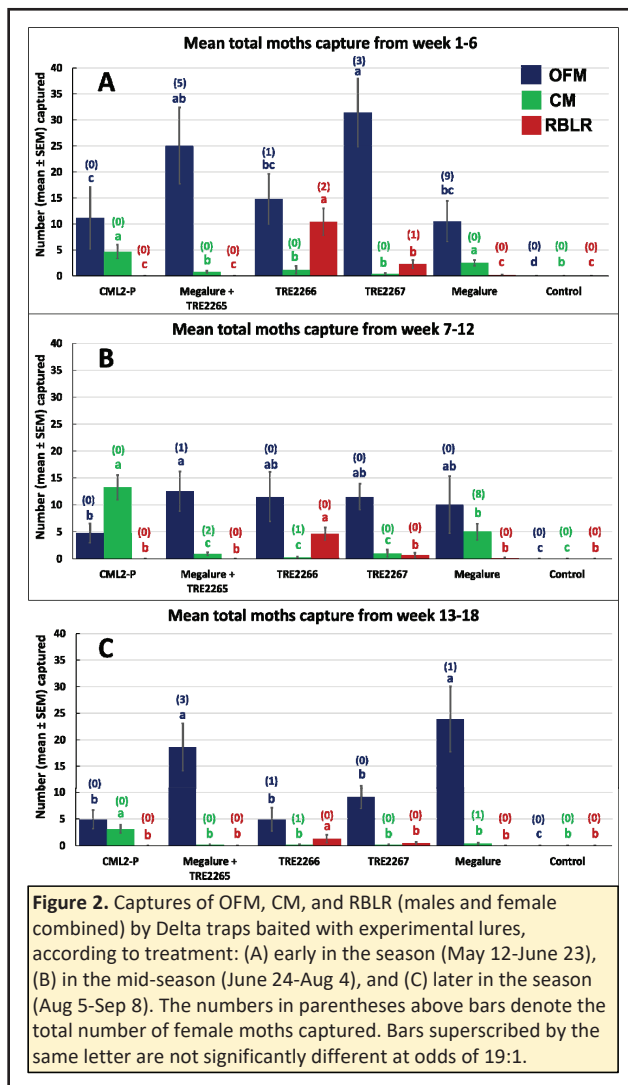 Mean total moths capture from week 1-6
A
OFM
CM
RBLR
Number (mean ± SEM) captured
40
35
30
25
20
15
10
5
0
(0) c (0) a (0) c
(5) ab (0) b (0) c
(1) bc (0) b (2) a
(3) a (0) b (1) b
(9) bc (0) a (0) c
(0) d (0) b (0) c
CML2-P Megalure + TRE2266 TRE2267 Megalure Control
TRE2265
Mean total moths capture from week 7-12
B
Number (mean ± SEM) captured
40
35
30
25
20
15
10
5
0
(0) b (0) a (0) b
(1) a (2) c (0) b
(0) ab (1) c (0) a
(0) ab (0) c (0) b
(0) ab (8) b (0) b
(0) c (0) c (0) b
CML2-P Megalure + TRE2266 TRE2267 Megalure Control
TRE2265
Mean total moths capture from week 13-18
C
Number (mean ± SEM) captured
40
35
30
25
20
15
10
5
0
(0) b (0) a (0) b
(3) a (0) b (0) b
(1) b (1) b (0) a
(0) b (0) b (0) b
(1) a (1) b (0) b
(0) c (0) b (0) b
CML2-P Megalure + TRE2266 TRE2267 Megalure Control
TRE2265
Figure 2. Captures of OFM, CM, and RBLR (males and female
combined) by Delta traps baited with experimental lures,
according to treatment: (A) early in the season (May 12-June 23),
(B) in the mid-season (June 24-Aug 4), and (C) later in the season
(Aug 5-Sep 8). The numbers in parentheses above bars denote the
total number of female moths captured. Bars superscribed by the
same letter are not significantly different at odds of 19:1.